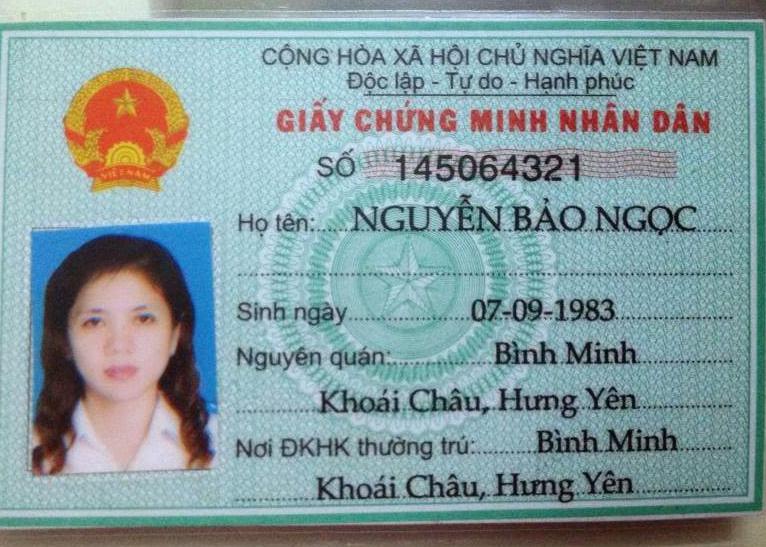 CỘNG HÒA XÃ HỘI CHỦ NGHĨA VIỆT NAM
Độc lập - Tự do - Hạnh phúc
GIẤY CHỨNG MINH NHÂN DÂN
SỐ 145064321
VIỆT NAM
Họ tên: NGUYỄN BẢO NGỌC
Sinh ngày 07-09-1983
Nguyên quán: Bình Minh
Khoái Châu, Hưng Yên
Nơi ĐKHK thường trú: Bình Minh
Khoái Châu, Hưng Yên